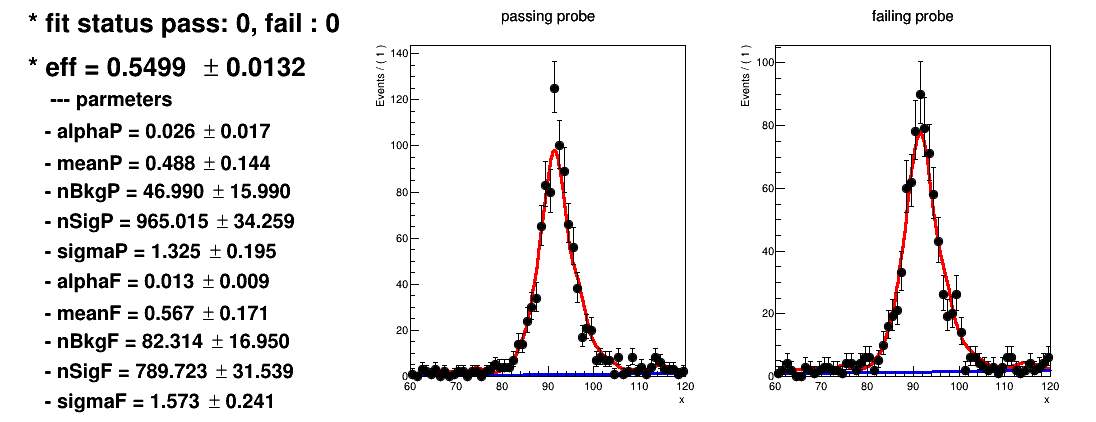 * fit status pass: 0, fail : 0
* eff = 0.5499 ± 0.0132
--- parmeters
- alphaP = 0.026 ± 0.017
- meanP = 0.488 ± 0.144
- nBkgP = 46.990 ± 15.990
- nSigP = 965.015 ± 34.259
- sigmaP = 1.325 ± 0.195
- alphaF = 0.013 ± 0.009
- meanF = 0.567 ± 0.171
- nBkgF = 82.314 ± 16.950
- nSigF = 789.723 ± 31.539
- sigmaF = 1.573 ± 0.241
passing probe
Events / ( 1 )
140
120
100
80
60
40
20
0
60 70 80 90 100 110 120
x
failing probe
Events / ( 1 )
100
80
60
40
20
0
60 70 80 90 100 110 120
x